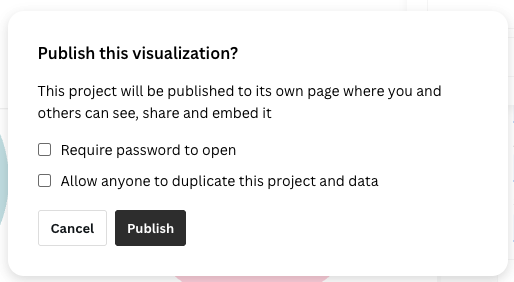 Publish this visualization?
This project will be published to its own page where you and
others can see, share and embed it
Require password to open
Allow anyone to duplicate this project and data
Cancel
Publish